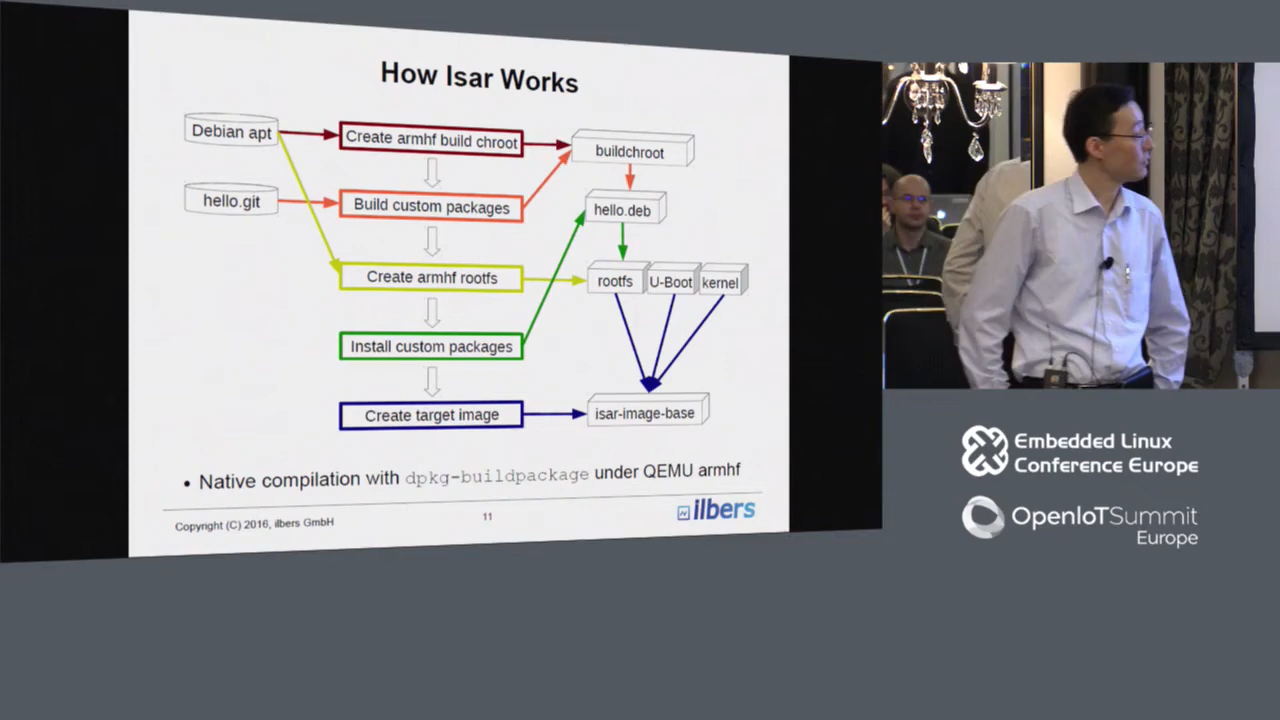 How Isar Works
Debian apt
Create armhf build chroot
buildchroot
hello.git
Build custom packages
hello.deb
Create armhf rootfs
rootfs
U-Boot
kernel
Install custom packages
Create target image
isar-image-base
• Native compilation with dpkg-buildpackage under QEMU armhf
Copyright (C) 2016, ilbers GmbH
11
ilbers
Embedded Linux
Conference Europe
OpenIoTSummit
Europe